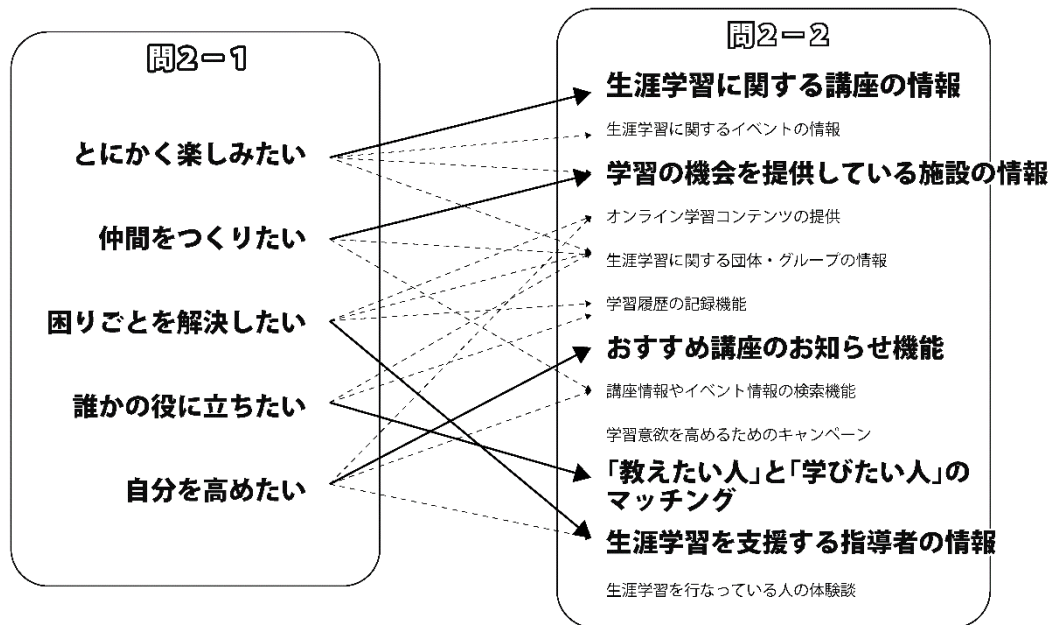 問2－1
とにかく楽しみたい
仲間をつくりたい
困りごとを解決したい
誰かの役に立ちたい
自分を高めたい
問2－2
生涯学習に関する講座の情報
生涯学習に関するイベントの情報
学習の機会を提供している施設の情報
オンライン学習コンテンツの提供
生涯学習に関する団体・グループの情報
学習履歴の記録機能
おすすめ講座のお知らせ機能
講座情報やイベント情報の検索機能
学習意欲を高めるためのキャンペーン
「教えたい人」と「学びたい人」の
マッチング
生涯学習を支援する指導者の情報
生涯学習を行なっている人の体験談